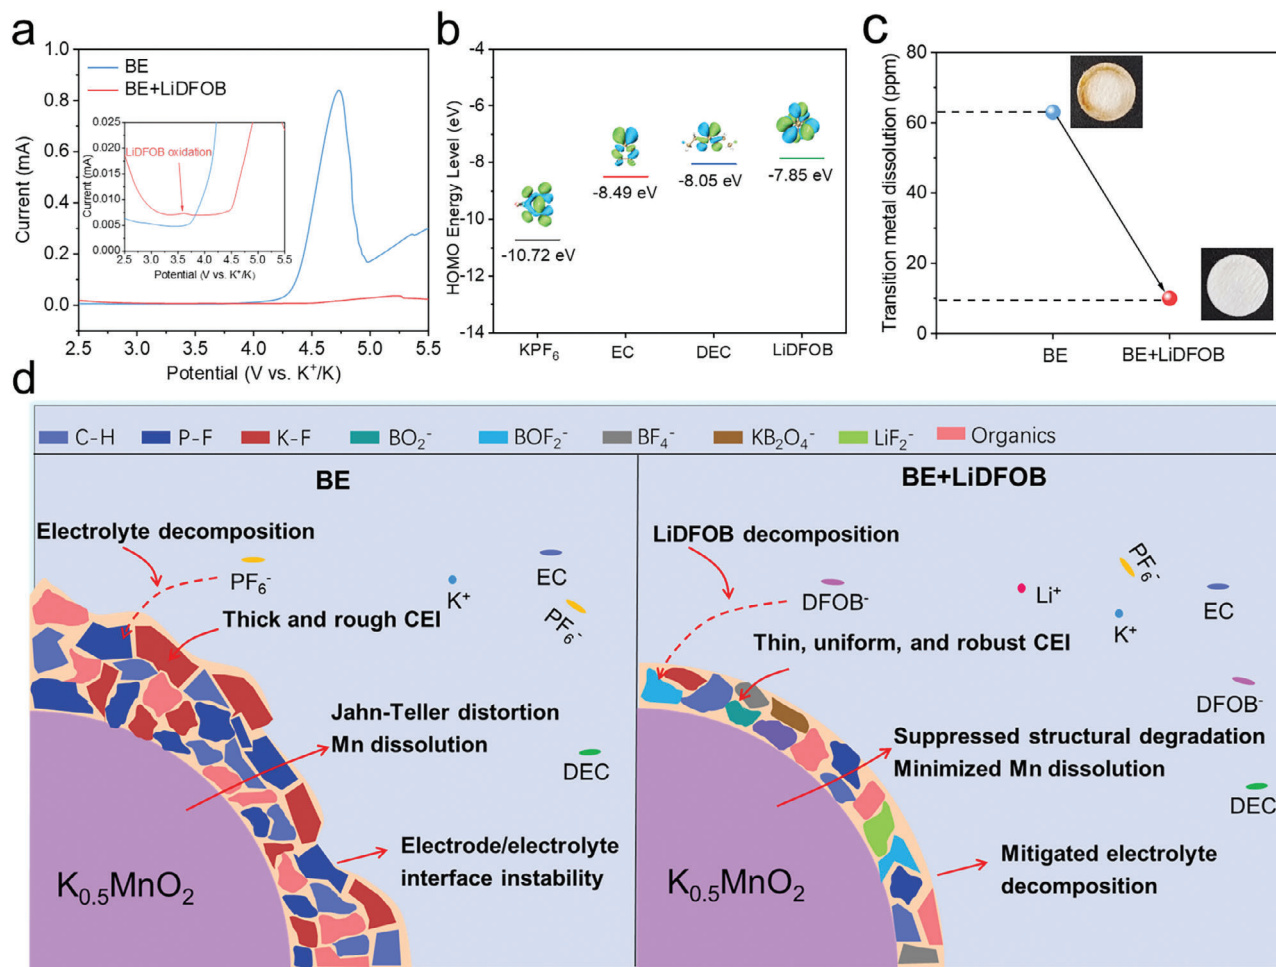 a
1.0
0.8
0.6
0.4
0.2
0.0
Current (mA)
BE
BE+LiDFOB
0.025
0.020
0.015
0.010
0.005
0.000
Current (mA)
LiDFOB oxidation
2.5 3.0 3.5 4.0 4.5 5.0 5.5
Potential (V vs. K⁺/K)
2.5 3.0 3.5 4.0 4.5 5.0 5.5
Potential (V vs. K⁺/K)
b
-4
-6
-8
-10
-12
-14
HOMO Energy Level (eV)
-10.72 eV
-8.49 eV
-8.05 eV
-7.85 eV
KPF₆ EC DEC LiDFOB
c
80
60
40
20
0
Transition metal dissolution (ppm)
BE BE+LiDFOB
d
C-H P-F K-F BO₂⁻ BOF₂⁻ BF₄⁻ KB₂O₄⁻ LiF₂⁻ Organics
BE
Electrolyte decomposition
PF₆⁻
K⁺
EC
PF₆⁻
Thick and rough CEI
Jahn-Teller distortion
Mn dissolution
DEC
Electrode/electrolyte
interface instability
K₀.₅MnO₂
BE+LiDFOB
LiDFOB decomposition
PF₆⁻
DFOB⁻
Li⁺
K⁺
EC
Thin, uniform, and robust CEI
DFOB⁻
Suppressed structural degradation
Minimized Mn dissolution
DEC
Mitigated electrolyte
decomposition
K₀.₅MnO₂